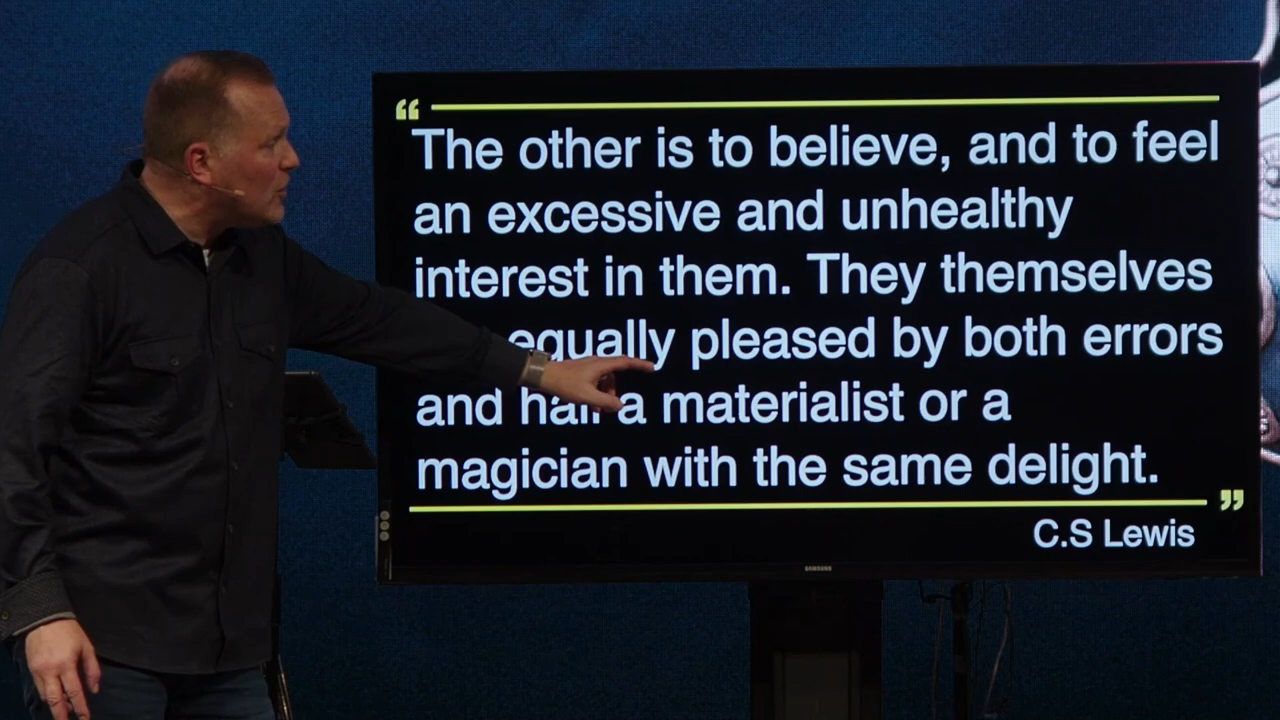 “
The other is to believe, and to feel
an excessive and unhealthy
interest in them. They themselves
equally pleased by both errors
and a materialist or a
magician with the same delight.
”
C.S Lewis
SAMSUNG